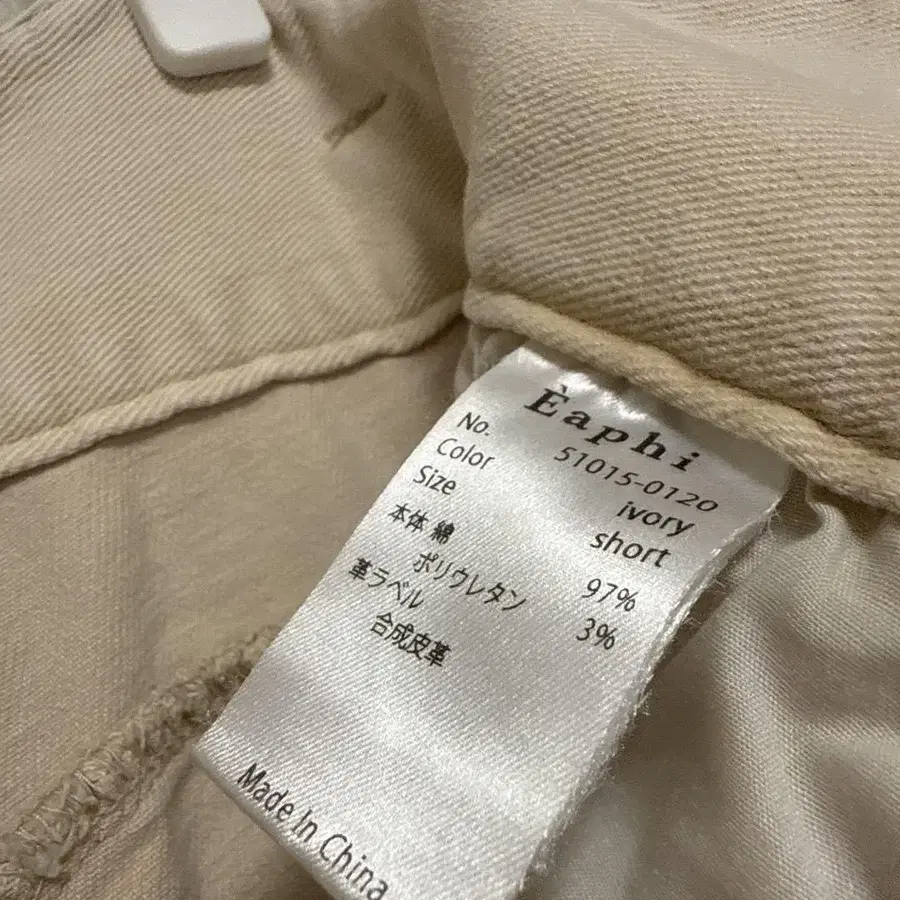 Èaphi
No. 51015-0120
Color ivory
Size short
本体 綿 97%
ポリウレタン 3%
革ラベル
合成皮革
Made In China